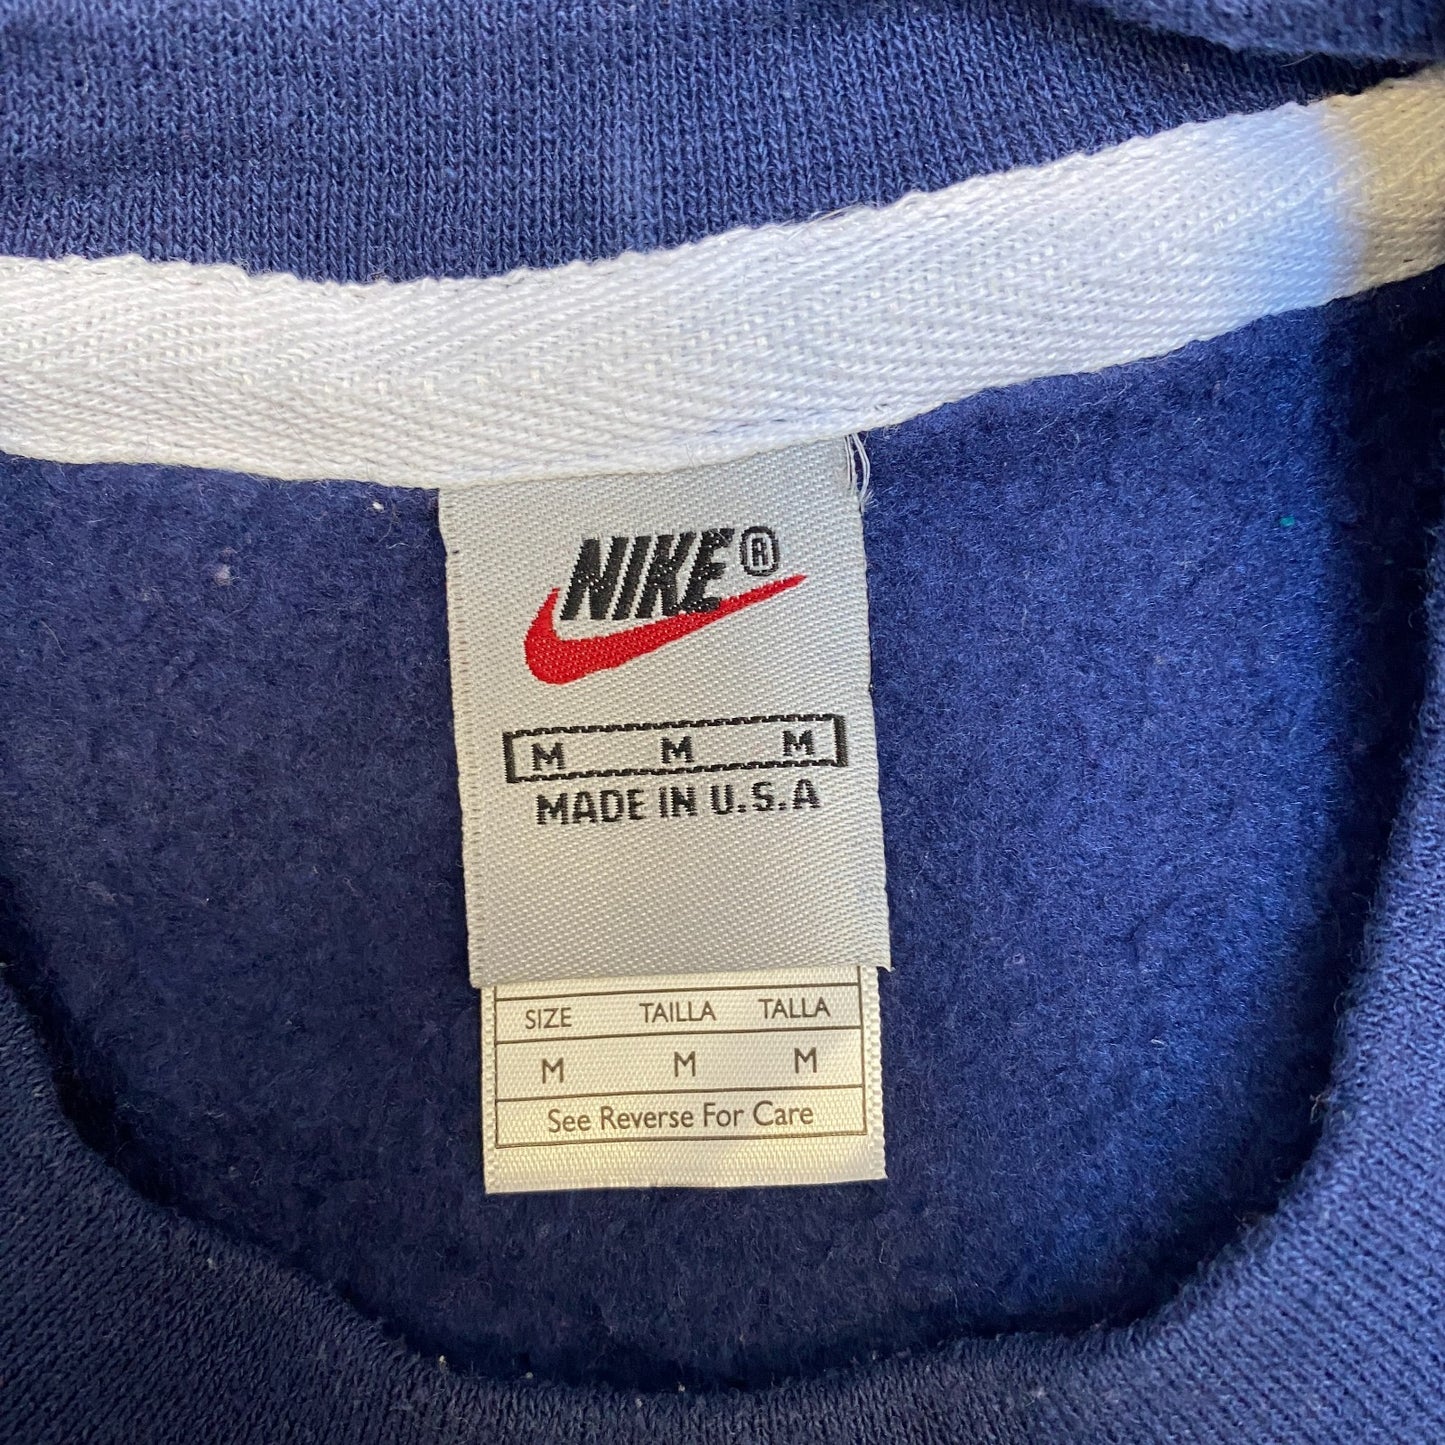 NIKE®
M M M
MADE IN U.S.A
SIZE TAILLA TALLA
M M M
See Reverse For Care